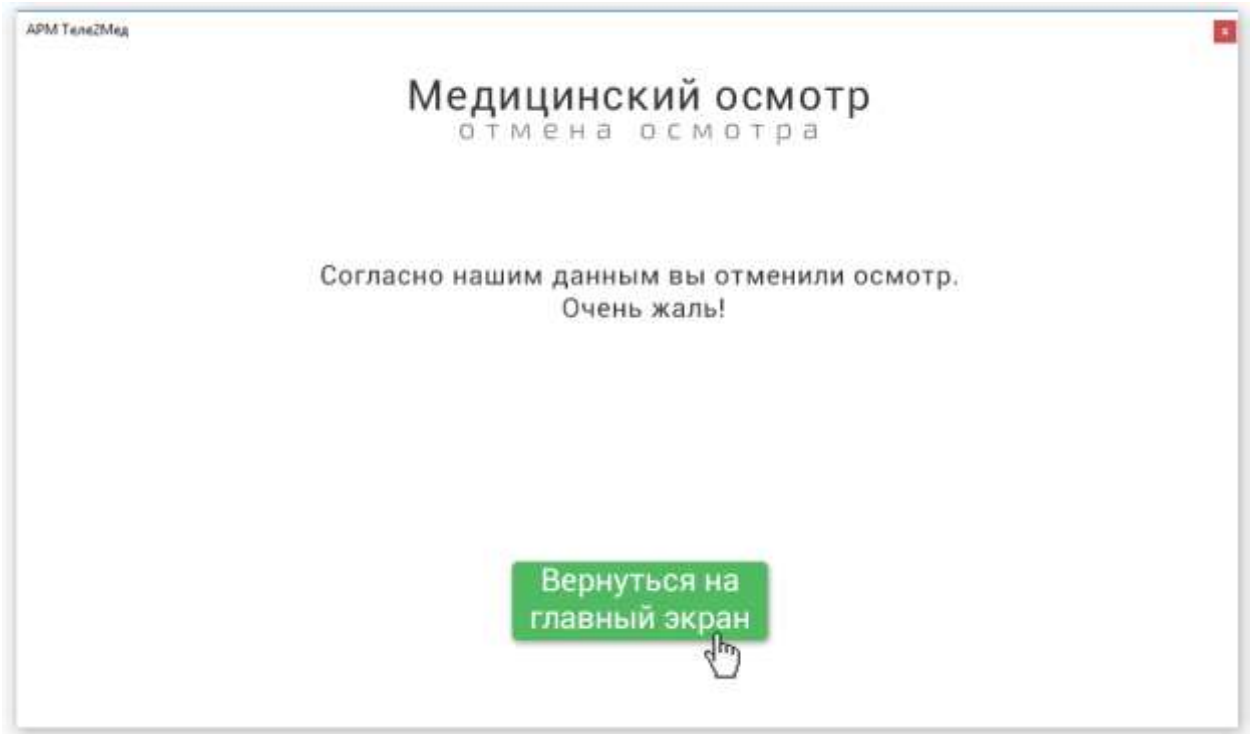 АРМ Теле2Мед
x
Медицинский осмотр
отмена осмотра
Согласно нашим данным вы отменили осмотр.
Очень жаль!
Вернуться на
главный экран